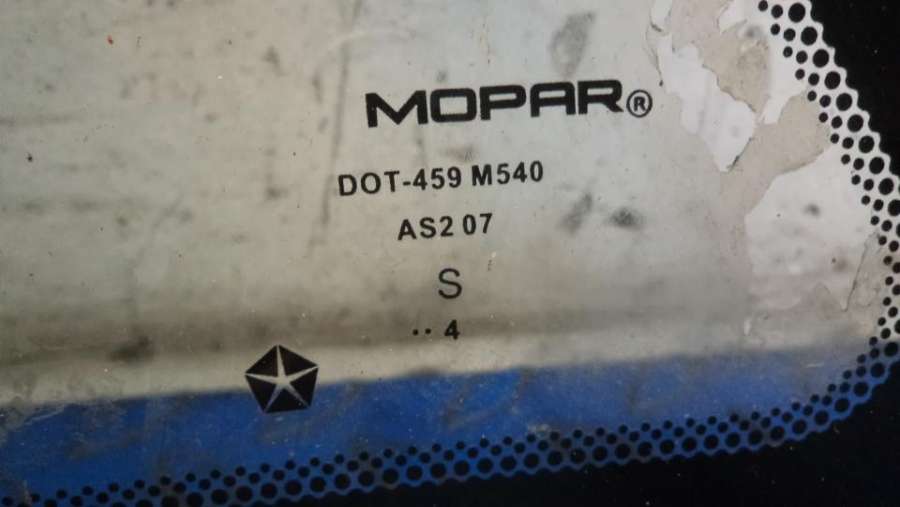 MOPAR®
DOT-459 M540
AS2 07
S
·· 4